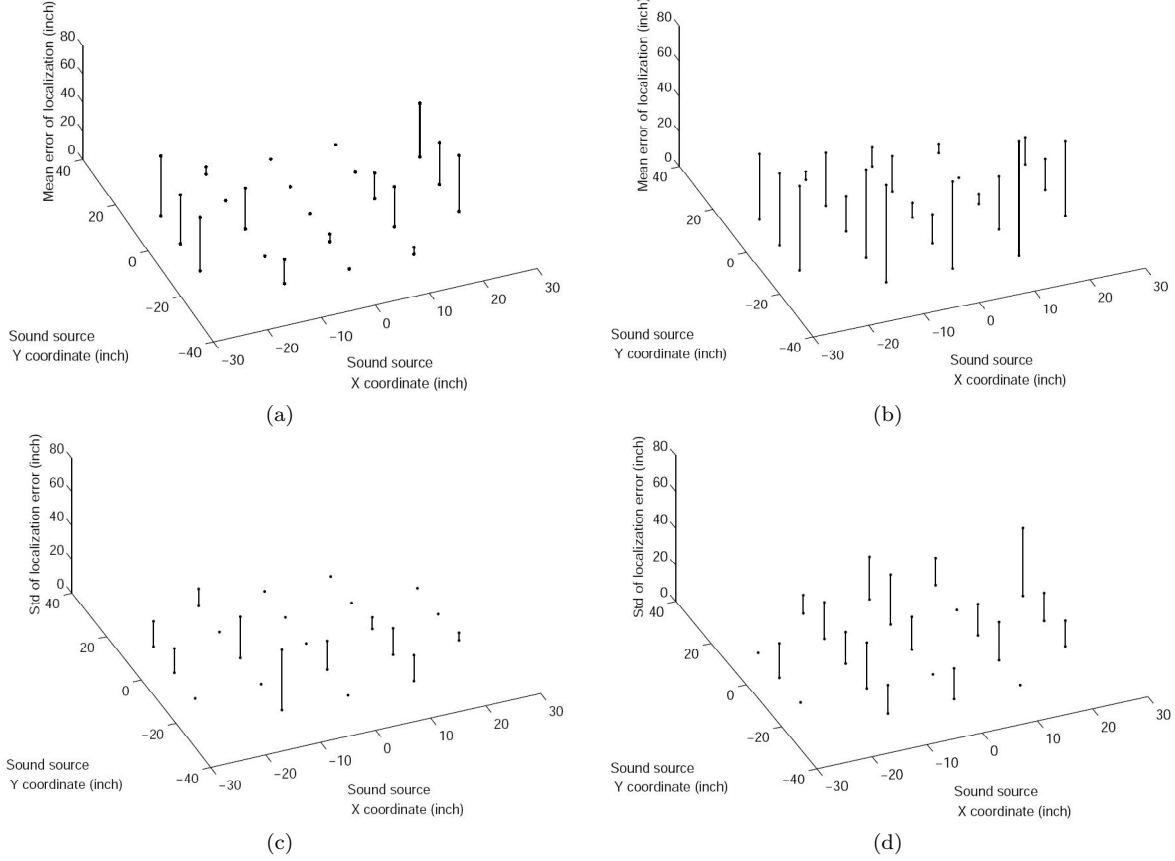 Mean error of localization (inch)
80
60
40
20
0
40
20
0
−20
−40
−30
−20
−10
0
10
20
30
Sound source
Y coordinate (inch)
Sound source
X coordinate (inch)
(a)
Mean error of localization (inch)
80
60
40
20
0
40
20
0
−20
−40
−30
−20
−10
0
10
20
30
Sound source
Y coordinate (inch)
Sound source
X coordinate (inch)
(b)
Std of localization error (inch)
80
60
40
20
0
40
20
0
−20
−40
−30
−20
−10
0
10
20
30
Sound source
Y coordinate (inch)
Sound source
X coordinate (inch)
(c)
Std of localization error (inch)
80
60
40
20
0
40
20
0
−20
−40
−30
−20
−10
0
10
20
30
Sound source
Y coordinate (inch)
Sound source
X coordinate (inch)
(d)